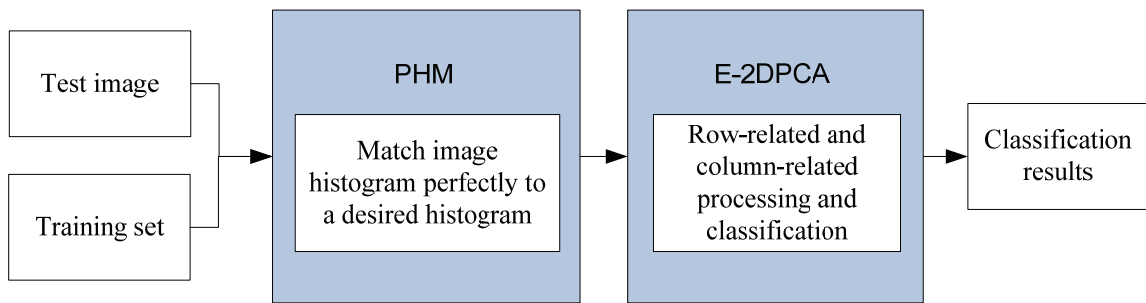 Test image
Training set
PHM
Match image
histogram perfectly to
a desired histogram
E-2DPCA
Row-related and
column-related
processing and
classification
Classification
results